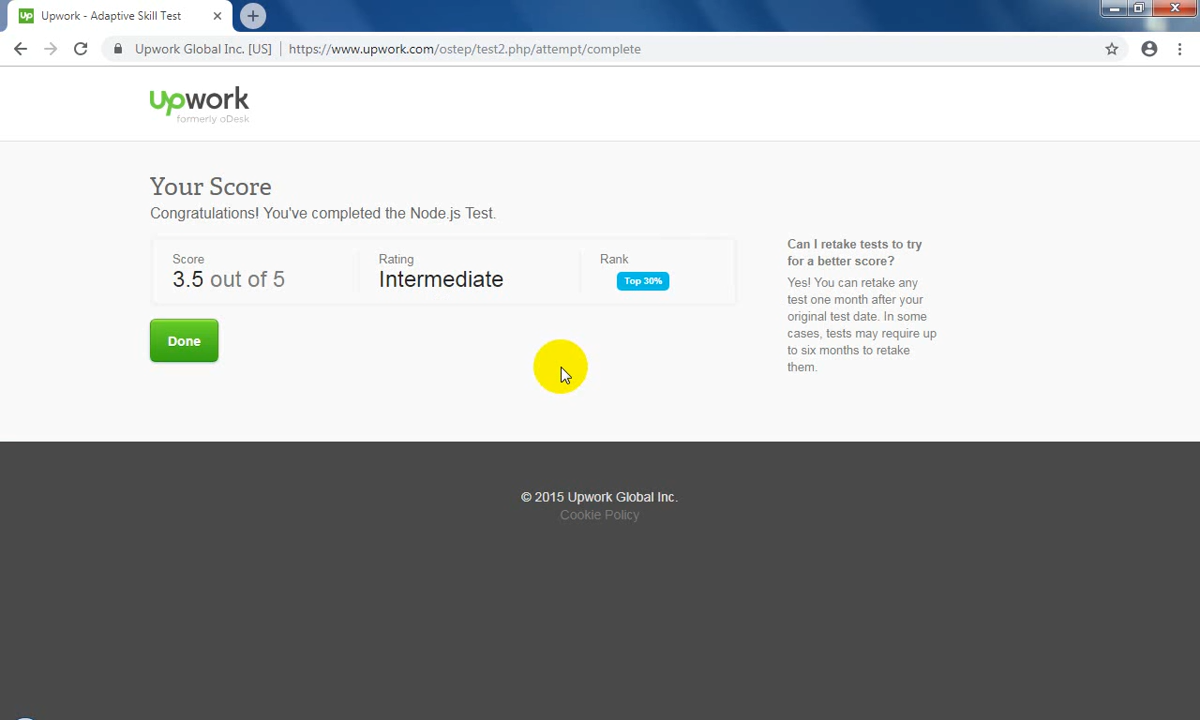 Upwork - Adaptive Skill Test
Upwork Global Inc. [US]
https://www.upwork.com/ostep/test2.php/attempt/complete
upwork
formerly oDesk
Your Score
Congratulations! You've completed the Node.js Test.
Score
3.5 out of 5
Rating
Intermediate
Rank
Top 30%
Done
Can I retake tests to try
for a better score?
Yes! You can retake any
test one month after your
original test date. In some
cases, tests may require up
to six months to retake
them.
© 2015 Upwork Global Inc.
Cookie Policy